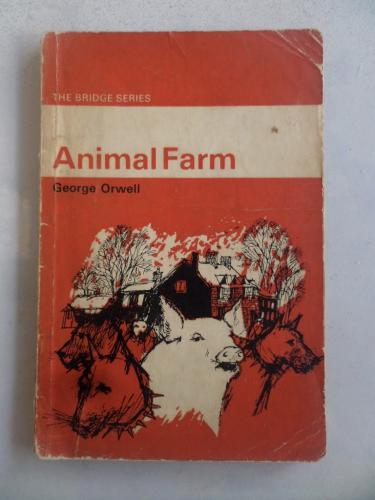 THE BRIDGE SERIES
Animal Farm
George Orwell